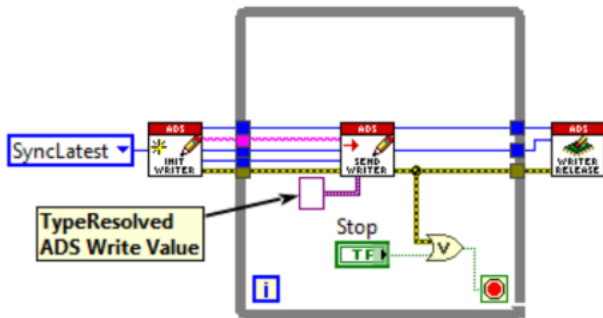 ADS
INIT
WRITER
ADS
SEND
WRITER
ADS
WRITER
RELEASE
SyncLatest
TypeResolved
ADS Write Value
Stop
TF
V
i